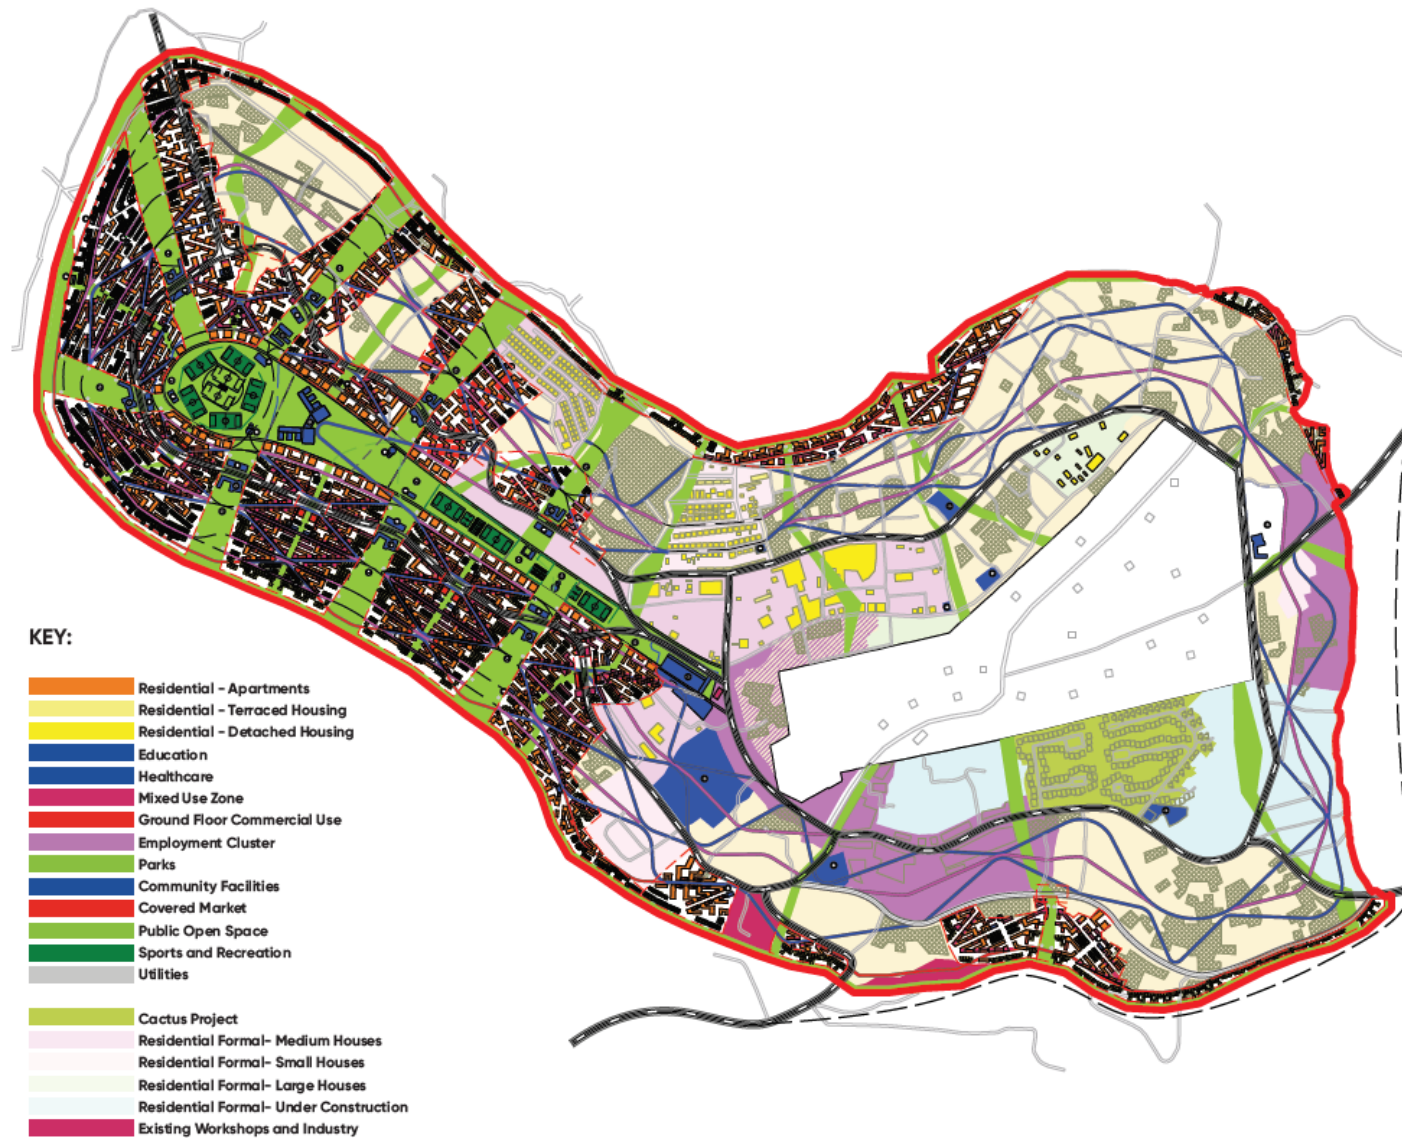 KEY:
Residential - Apartments
Residential - Terraced Housing
Residential - Detached Housing
Education
Healthcare
Mixed Use Zone
Ground Floor Commercial Use
Employment Cluster
Parks
Community Facilities
Covered Market
Public Open Space
Sports and Recreation
Utilities
Cactus Project
Residential Formal- Medium Houses
Residential Formal- Small Houses
Residential Formal- Large Houses
Residential Formal- Under Construction
Existing Workshops and Industry